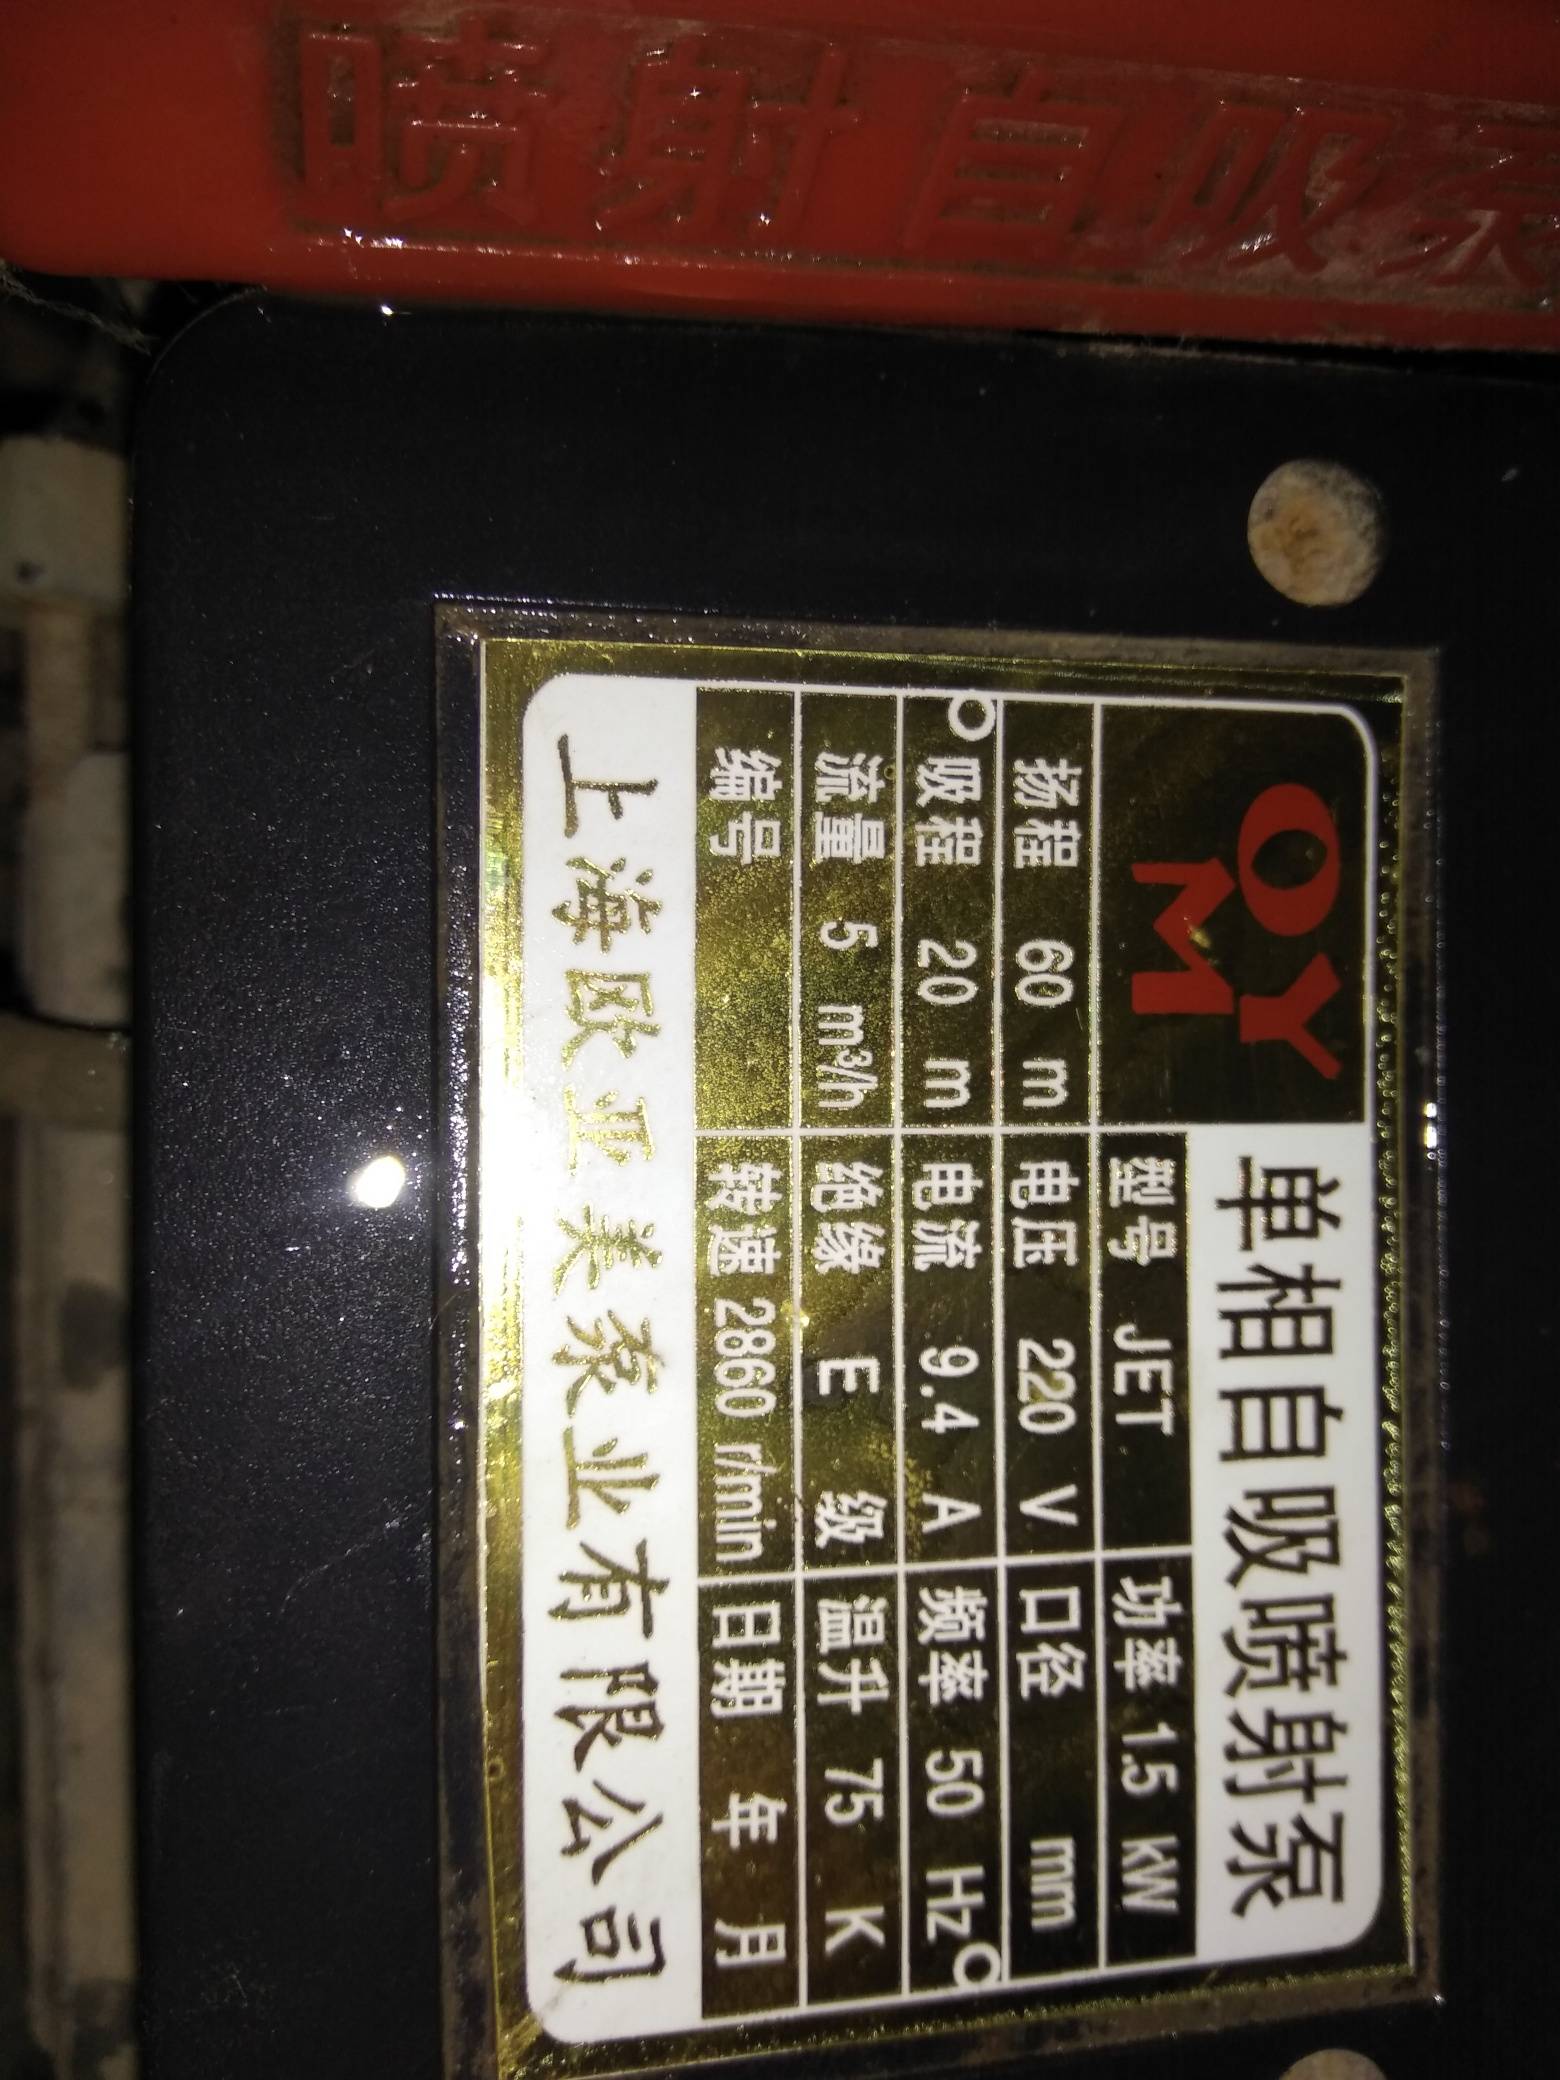 喷射自吸泵
OYM
单相自吸喷射泵
型号 JET 功率 1.5 KW
扬程 60 m 电压 220 V 口径 mm
吸程 20 m 电流 9.4 A 频率 50 Hz
流量 5 m³/h 绝缘 E 级 温升 75 K
编号 转速 2860 r/min 日期 年 月
上海欧亚美泵业有限公司